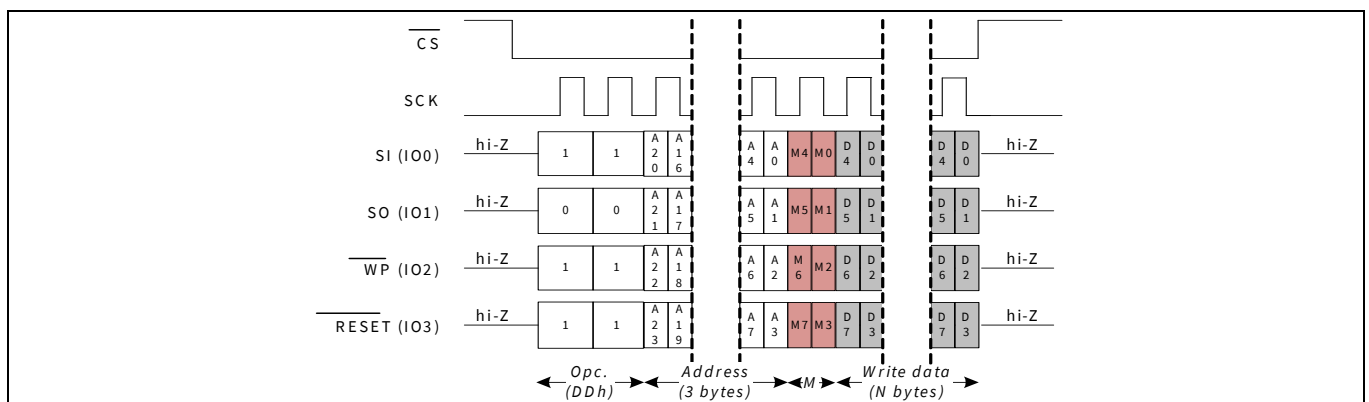 CS
SCK
SI (IO0) hi-Z 1 1 A20 A16 A4 A0 M4 M0 D4 D0 D4 D0 hi-Z
SO (IO1) hi-Z 0 0 A21 A17 A5 A1 M5 M1 D5 D1 D5 D1 hi-Z
WP (IO2) hi-Z 1 1 A22 A18 A6 A2 M6 M2 D6 D2 D6 D2 hi-Z
RESET (IO3) hi-Z 1 1 A23 A19 A7 A3 M7 M3 D7 D3 D7 D3 hi-Z
Opc. Address M Write data
(DDh) (3 bytes) (N bytes)